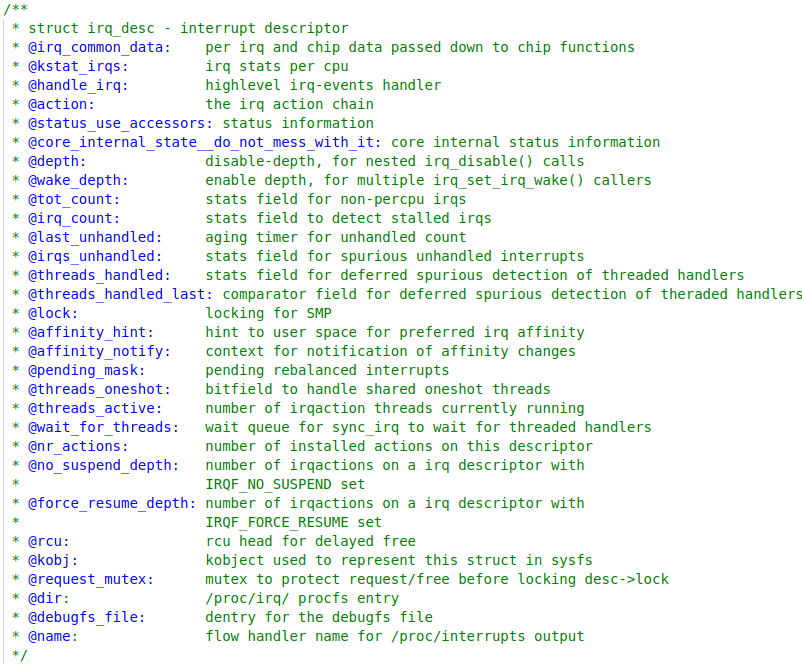 /**
 * struct irq_desc - interrupt descriptor
 * @irq_common_data:    per irq and chip data passed down to chip functions
 * @kstat_irqs:         irq stats per cpu
 * @handle_irq:         highlevel irq-events handler
 * @action:             the irq action chain
 * @status_use_accessors: status information
 * @core_internal_state__do_not_mess_with_it: core internal status information
 * @depth:              disable-depth, for nested irq_disable() calls
 * @wake_depth:         enable depth, for multiple irq_set_irq_wake() callers
 * @tot_count:          stats field for non-percpu irqs
 * @irq_count:          stats field to detect stalled irqs
 * @last_unhandled:     aging timer for unhandled count
 * @irqs_unhandled:     stats field for spurious unhandled interrupts
 * @threads_handled:    stats field for deferred spurious detection of threaded handlers
 * @threads_handled_last: comparator field for deferred spurious detection of theraded handlers
 * @lock:               locking for SMP
 * @affinity_hint:      hint to user space for preferred irq affinity
 * @affinity_notify:    context for notification of affinity changes
 * @pending_mask:       pending rebalanced interrupts
 * @threads_oneshot:    bitfield to handle shared oneshot threads
 * @threads_active:     number of irqaction threads currently running
 * @wait_for_threads:   wait queue for sync_irq to wait for threaded handlers
 * @nr_actions:         number of installed actions on this descriptor
 * @no_suspend_depth:   number of irqactions on a irq descriptor with
 *                      IRQF_NO_SUSPEND set
 * @force_resume_depth: number of irqactions on a irq descriptor with
 *                      IRQF_FORCE_RESUME set
 * @rcu:                rcu head for delayed free
 * @kobj:               kobject used to represent this struct in sysfs
 * @request_mutex:      mutex to protect request/free before locking desc->lock
 * @dir:                /proc/irq/ procfs entry
 * @debugfs_file:       dentry for the debugfs file
 * @name:               flow handler name for /proc/interrupts output
 */